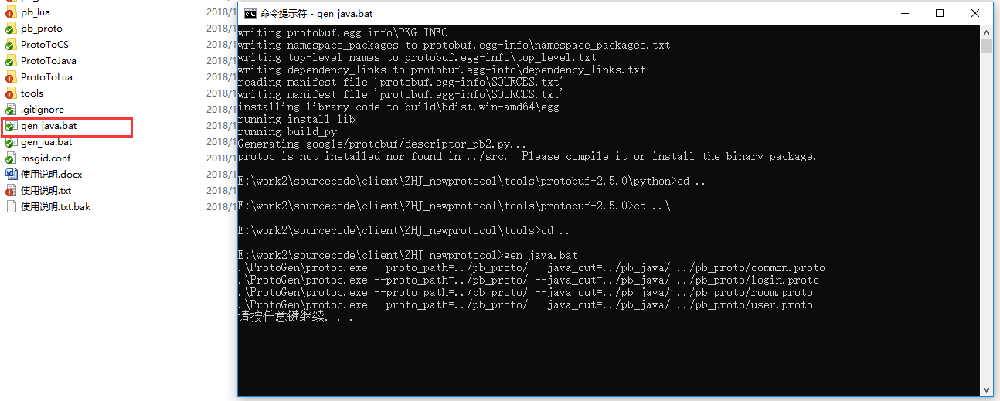 pb_lua
2018/1
pb_proto
2018/1
ProtoToCS
2018/1
ProtoToJava
2018/1
ProtoToLua
2018/1
tools
2018/1
.gitignore
2018/1
gen_java.bat
2018/1
gen_lua.bat
2018/1
msgid.conf
2018/1
使用说明.docx
2018/1
使用说明.txt
2018/1
使用说明.txt.bak
2018/1
命令提示符 - gen_java.bat
writing protobuf.egg-info\PKG-INFO
writing namespace_packages to protobuf.egg-info\namespace_packages.txt
writing top-level names to protobuf.egg-info\top_level.txt
writing dependency_links to protobuf.egg-info\dependency_links.txt
reading manifest file 'protobuf.egg-info\SOURCES.txt'
writing manifest file 'protobuf.egg-info\SOURCES.txt'
installing library code to build\bdist.win-amd64\egg
running install_lib
running build_py
Generating google/protobuf/descriptor_pb2.py...
protoc is not installed nor found in ../src.  Please compile it or install the binary package.
E:\work2\sourcecode\client\ZHJ_newprotocol\tools\protobuf-2.5.0\python>cd ..
E:\work2\sourcecode\client\ZHJ_newprotocol\tools\protobuf-2.5.0>cd ..\
E:\work2\sourcecode\client\ZHJ_newprotocol\tools>cd ..
E:\work2\sourcecode\client\ZHJ_newprotocol>gen_java.bat
.\ProtoGen\protoc.exe --proto_path=../pb_proto/ --java_out=../pb_java/ ../pb_proto/common.proto
.\ProtoGen\protoc.exe --proto_path=../pb_proto/ --java_out=../pb_java/ ../pb_proto/login.proto
.\ProtoGen\protoc.exe --proto_path=../pb_proto/ --java_out=../pb_java/ ../pb_proto/room.proto
.\ProtoGen\protoc.exe --proto_path=../pb_proto/ --java_out=../pb_java/ ../pb_proto/user.proto
请按任意键继续. . .